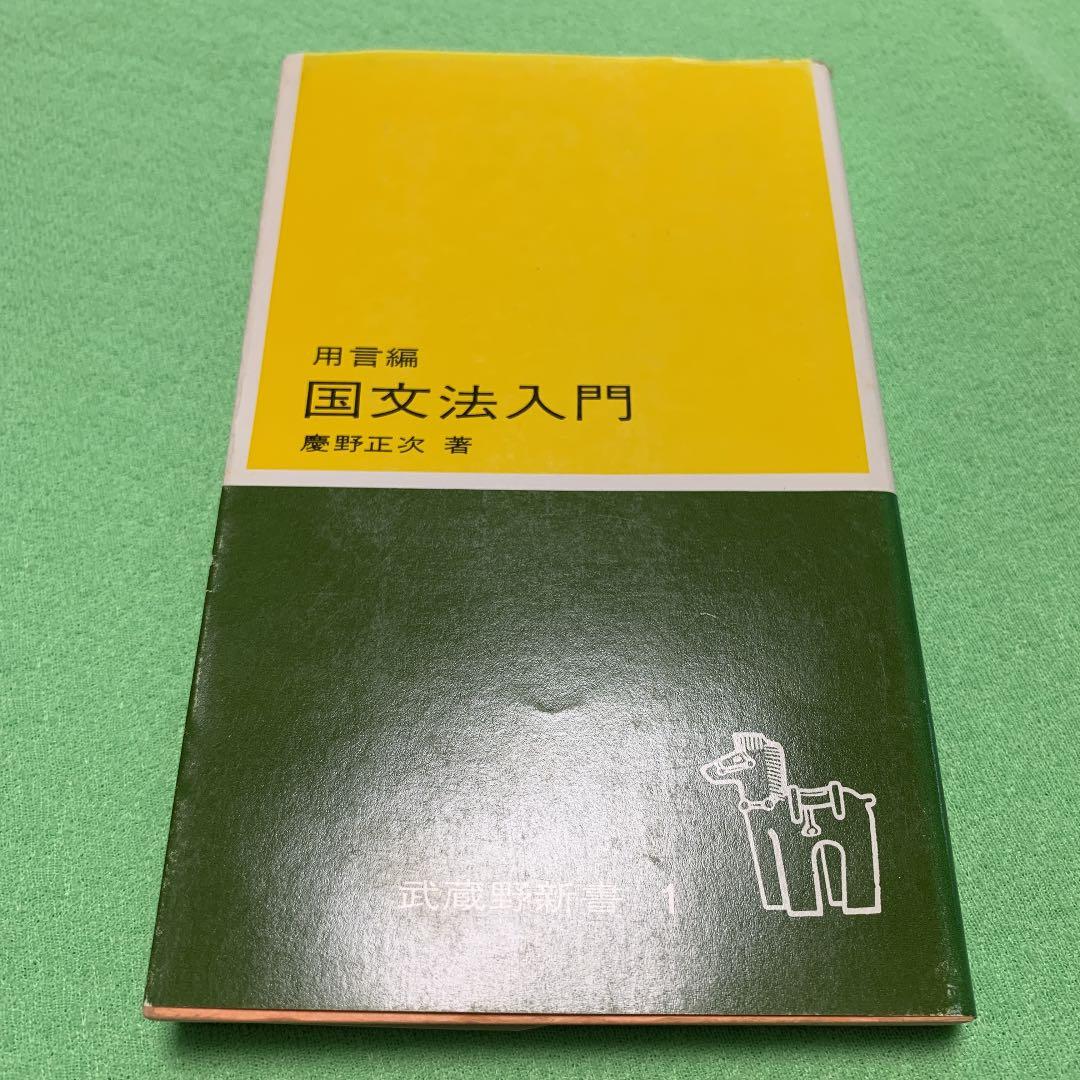 用言編
国文法入門
慶野正次 著
武蔵野新書 1